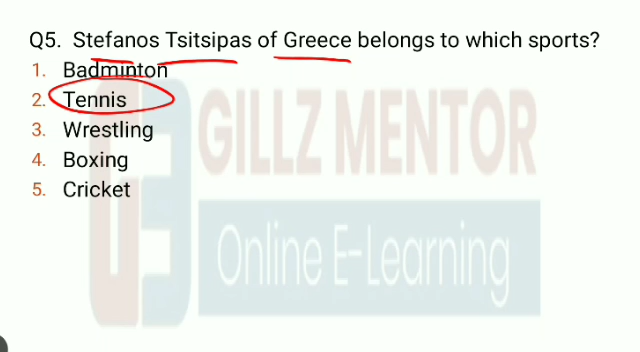 Q5. Stefanos Tsitsipas of Greece belongs to which sports?
1. Badminton
2. Tennis
3. Wrestling
4. Boxing
5. Cricket
GILLZ MENTOR
Online E-Learning